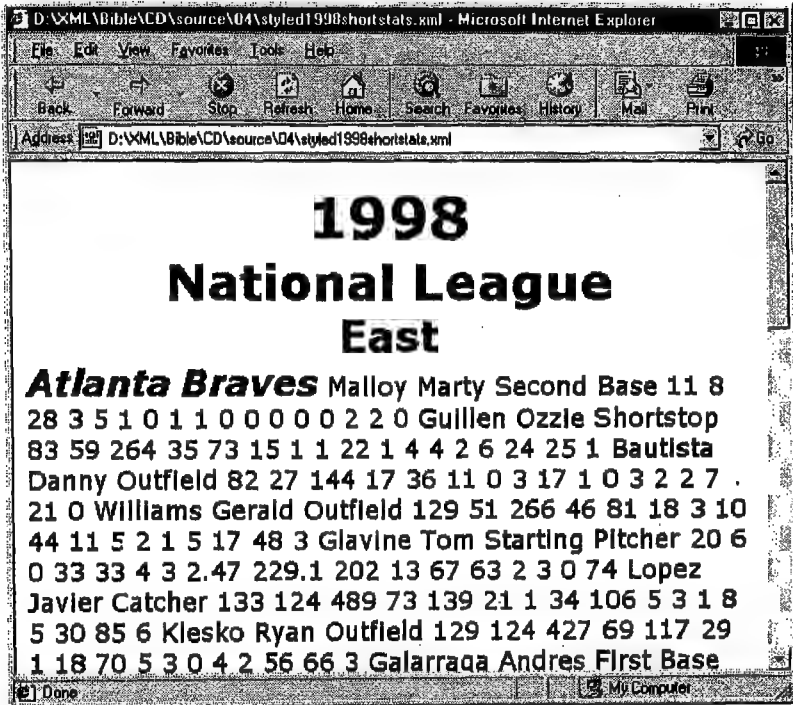 D:\XML\Bible\CD\source\04\styled1998shortstats.xml - Microsoft Internet Explorer
File Edit View Favorites Tools Help
Back Forward Stop Refresh Home Search Favorites History Mail Print
Address D:\XML\Bible\CD\source\04\styled1998shortstats.xml Go
1998
National League
East
Atlanta Braves Malloy Marty Second Base 11 8
28 3 5 1 0 1 1 0 0 0 0 0 2 2 0 Guillen Ozzie Shortstop
83 59 264 35 73 15 1 1 22 1 4 4 2 6 24 25 1 Bautista
Danny Outfield 82 27 144 17 36 11 0 3 17 1 0 3 2 2 7
21 0 Williams Gerald Outfield 129 51 266 46 81 18 3 10
44 11 5 2 1 5 17 48 3 Glavine Tom Starting Pitcher 20 6
0 33 33 4 3 2.47 229.1 202 13 67 63 2 3 0 74 Lopez
Javier Catcher 133 124 489 73 139 21 1 34 106 5 3 1 8
5 30 85 6 Klesko Ryan Outfield 129 124 427 69 117 29
1 18 70 5 3 0 4 2 56 66 3 Galarraga Andres First Base
Done My Computer